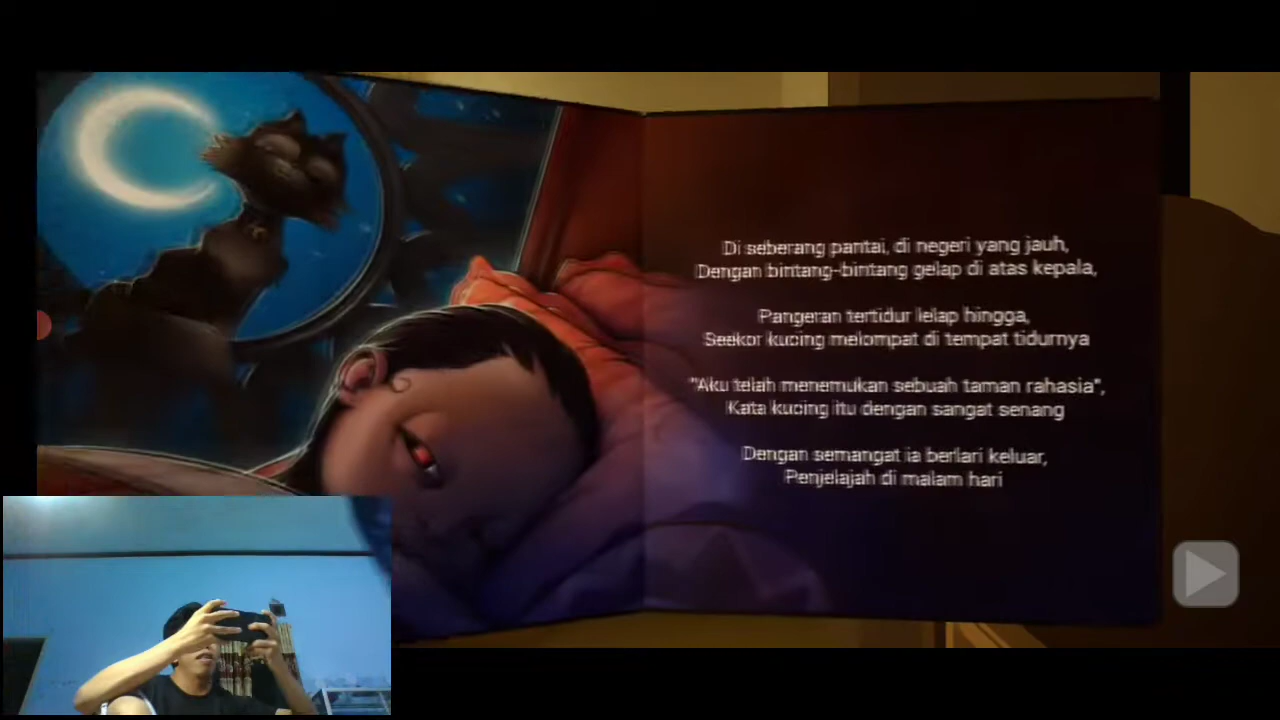 Di seberang pantai, di negeri yang jauh,
Dengan bintang-bintang gelap di atas kepala,
Pangeran tertidur lelap hingga,
Seekor kucing melompat di tempat tidurnya
"Aku telah menemukan sebuah taman rahasia",
Kata kucing itu dengan sangat senang
Dengan semangat ia berlari keluar,
Penjelajah di malam hari